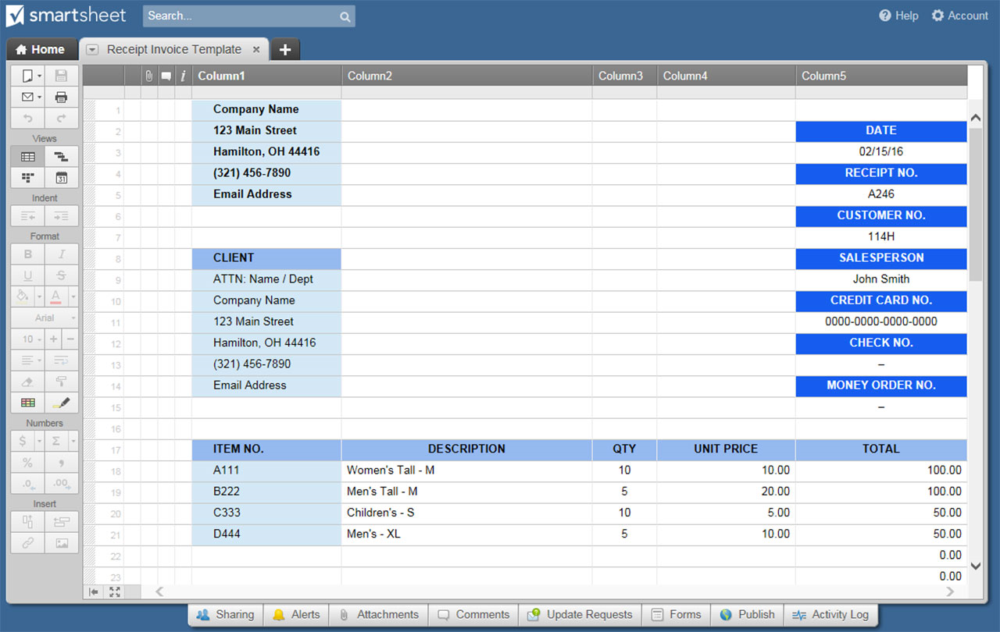 smartsheet Search... Help Account
Home Receipt Invoice Template × +
i Column1 Column2 Column3 Column4 Column5
1 Company Name
2 123 Main Street DATE
3 Hamilton, OH 44416 02/15/16
4 (321) 456-7890 RECEIPT NO.
Views
5 Email Address A246
31
6 CUSTOMER NO.
Indent
7 114H
8 CLIENT SALESPERSON
Format
9 ATTN: Name / Dept John Smith
B I
10 Company Name CREDIT CARD NO.
U S
11 123 Main Street 0000-0000-0000-0000
A
12 Hamilton, OH 44416 CHECK NO.
Arial
13 (321) 456-7890 –
10 + −
14 Email Address MONEY ORDER NO.
15 –
16
17 ITEM NO. DESCRIPTION QTY UNIT PRICE TOTAL
Numbers
$ Σ
18 A111 Women's Tall - M 10 10.00 100.00
% ,
19 B222 Men's Tall - M 5 20.00 100.00
.0 .00
20 C333 Children's - S 10 5.00 50.00
Insert
21 D444 Men's - XL 5 10.00 50.00
22 0.00
23 0.00
Sharing Alerts Attachments Comments Update Requests Forms Publish Activity Log